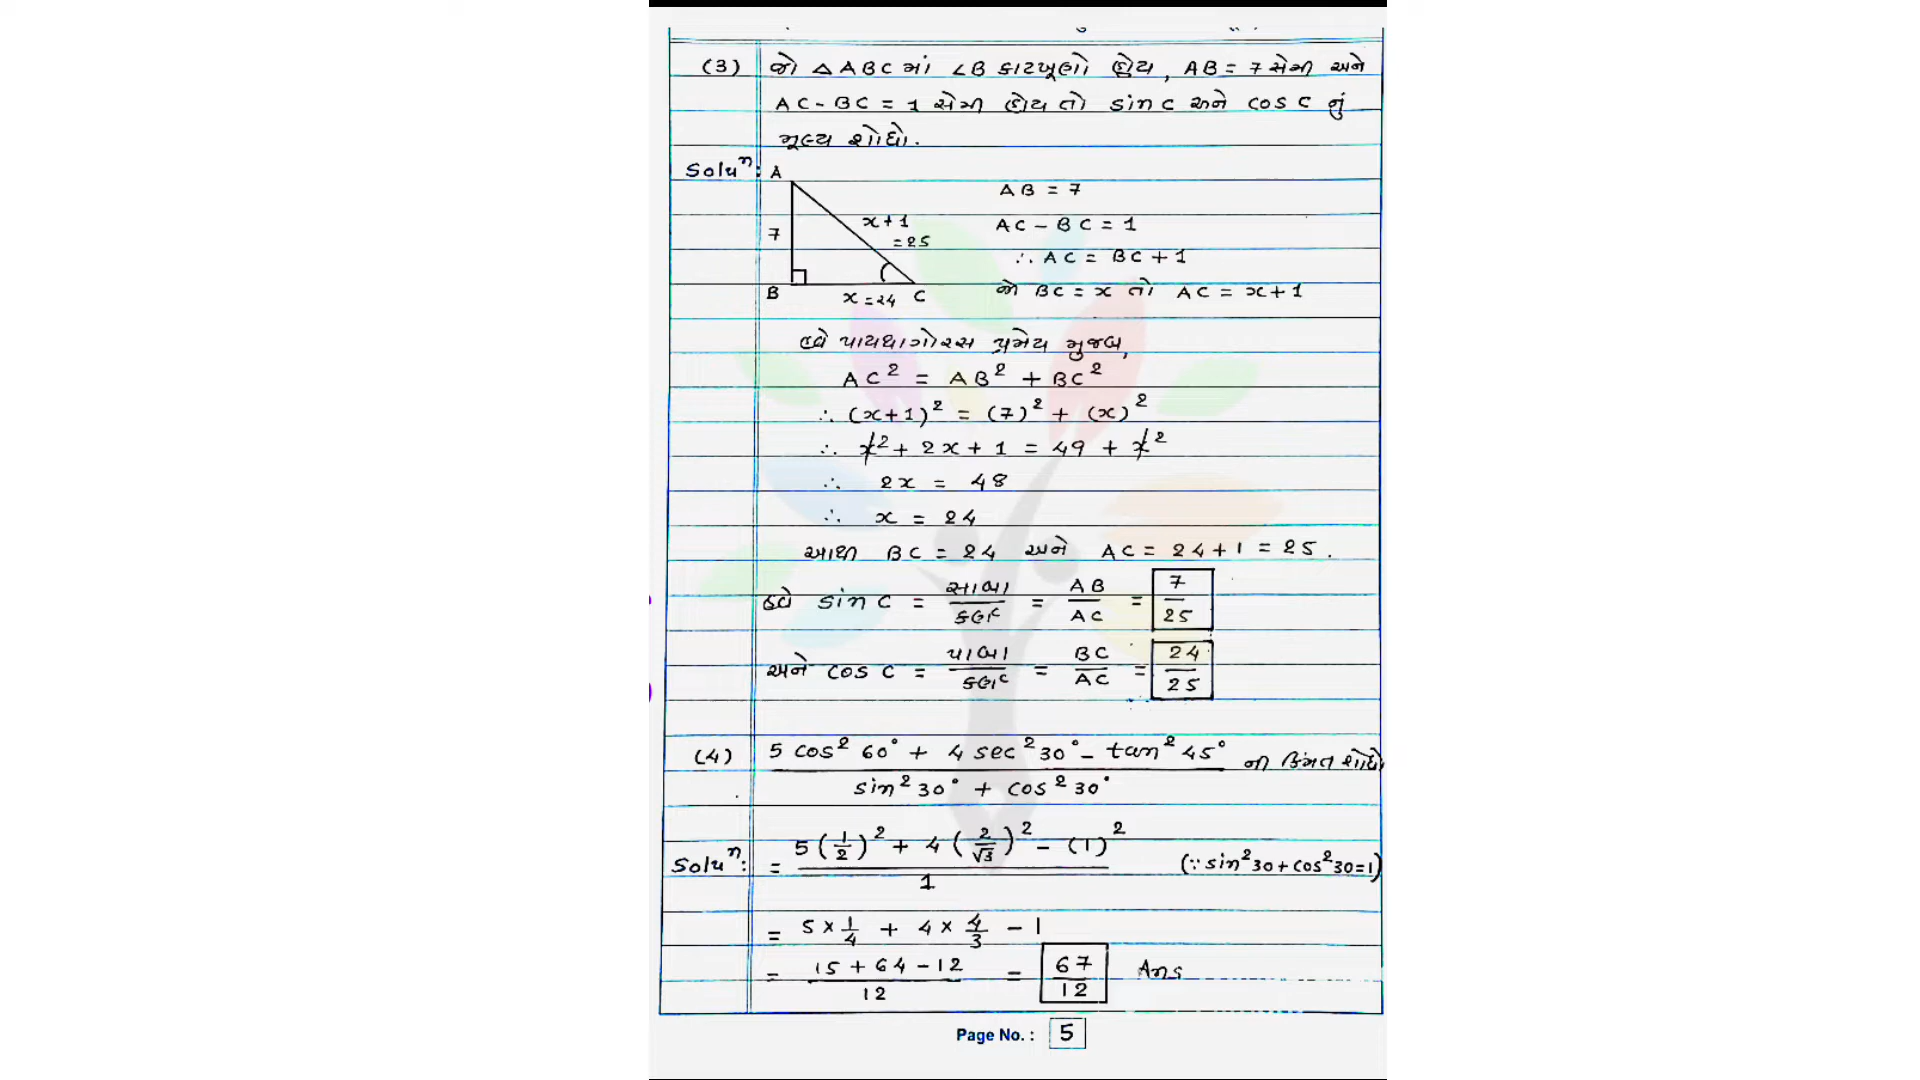 (3) જો △ABC માં ∠B કાટખૂણો હોય, AB = 7 સેમી અને
AC - BC = 1 સેમી હોય તો sin C અને cos C નું
મૂલ્ય શોધો.
Soluⁿ:
A
7
x+1
=25
B
x=24
C
AB = 7
AC - BC = 1
∴ AC = BC + 1
જો BC = x તો AC = x+1
હવે પાયથાગોરસ પ્રમેય મુજબ,
AC² = AB² + BC²
∴ (x+1)² = (7)² + (x)²
∴ x² + 2x + 1 = 49 + x²
∴ 2x = 48
∴ x = 24
આથી BC = 24 અને AC = 24+1 = 25.
હવે sin C = સાબા/કર્ણ = AB/AC = 7/25
અને cos C = પાબા/કર્ણ = BC/AC = 24/25
(4) (5 cos² 60° + 4 sec² 30° - tan² 45°)/(sin² 30° + cos² 30°) ની કિંમત શોધો
Soluⁿ: = (5(1/2)² + 4(2/√3)² - (1)²)/1 (∵ sin²30+cos²30=1)
= 5×1/4 + 4×4/3 - 1
= (15+64-12)/12 = 67/12 Ans
Page No. : 5